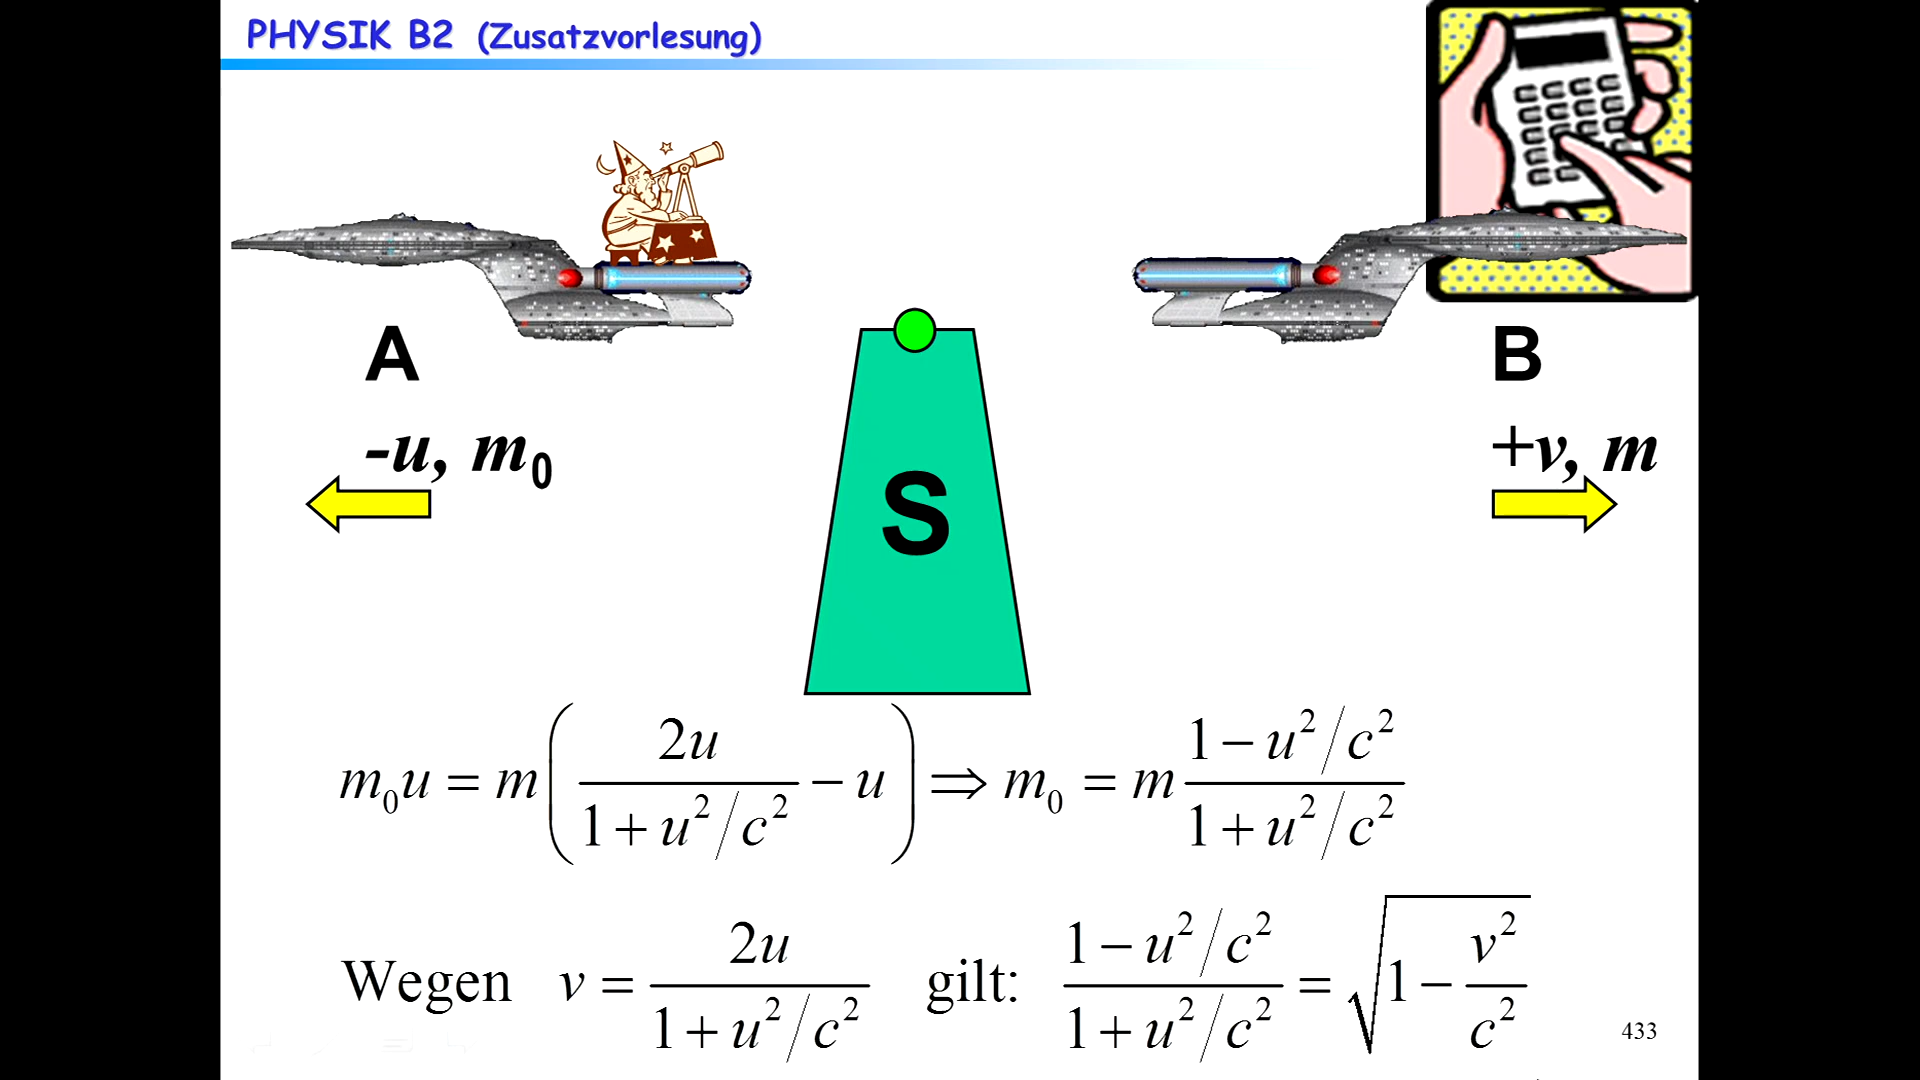 PHYSIK B2 (Zusatzvorlesung)
A
B
-u, m₀
+v, m
S
m₀u = m( 2u / (1 + u²/c²) − u ) ⇒ m₀ = m (1 − u²/c²) / (1 + u²/c²)
Wegen v = 2u / (1 + u²/c²) gilt: (1 − u²/c²) / (1 + u²/c²) = √(1 − v²/c²)
433